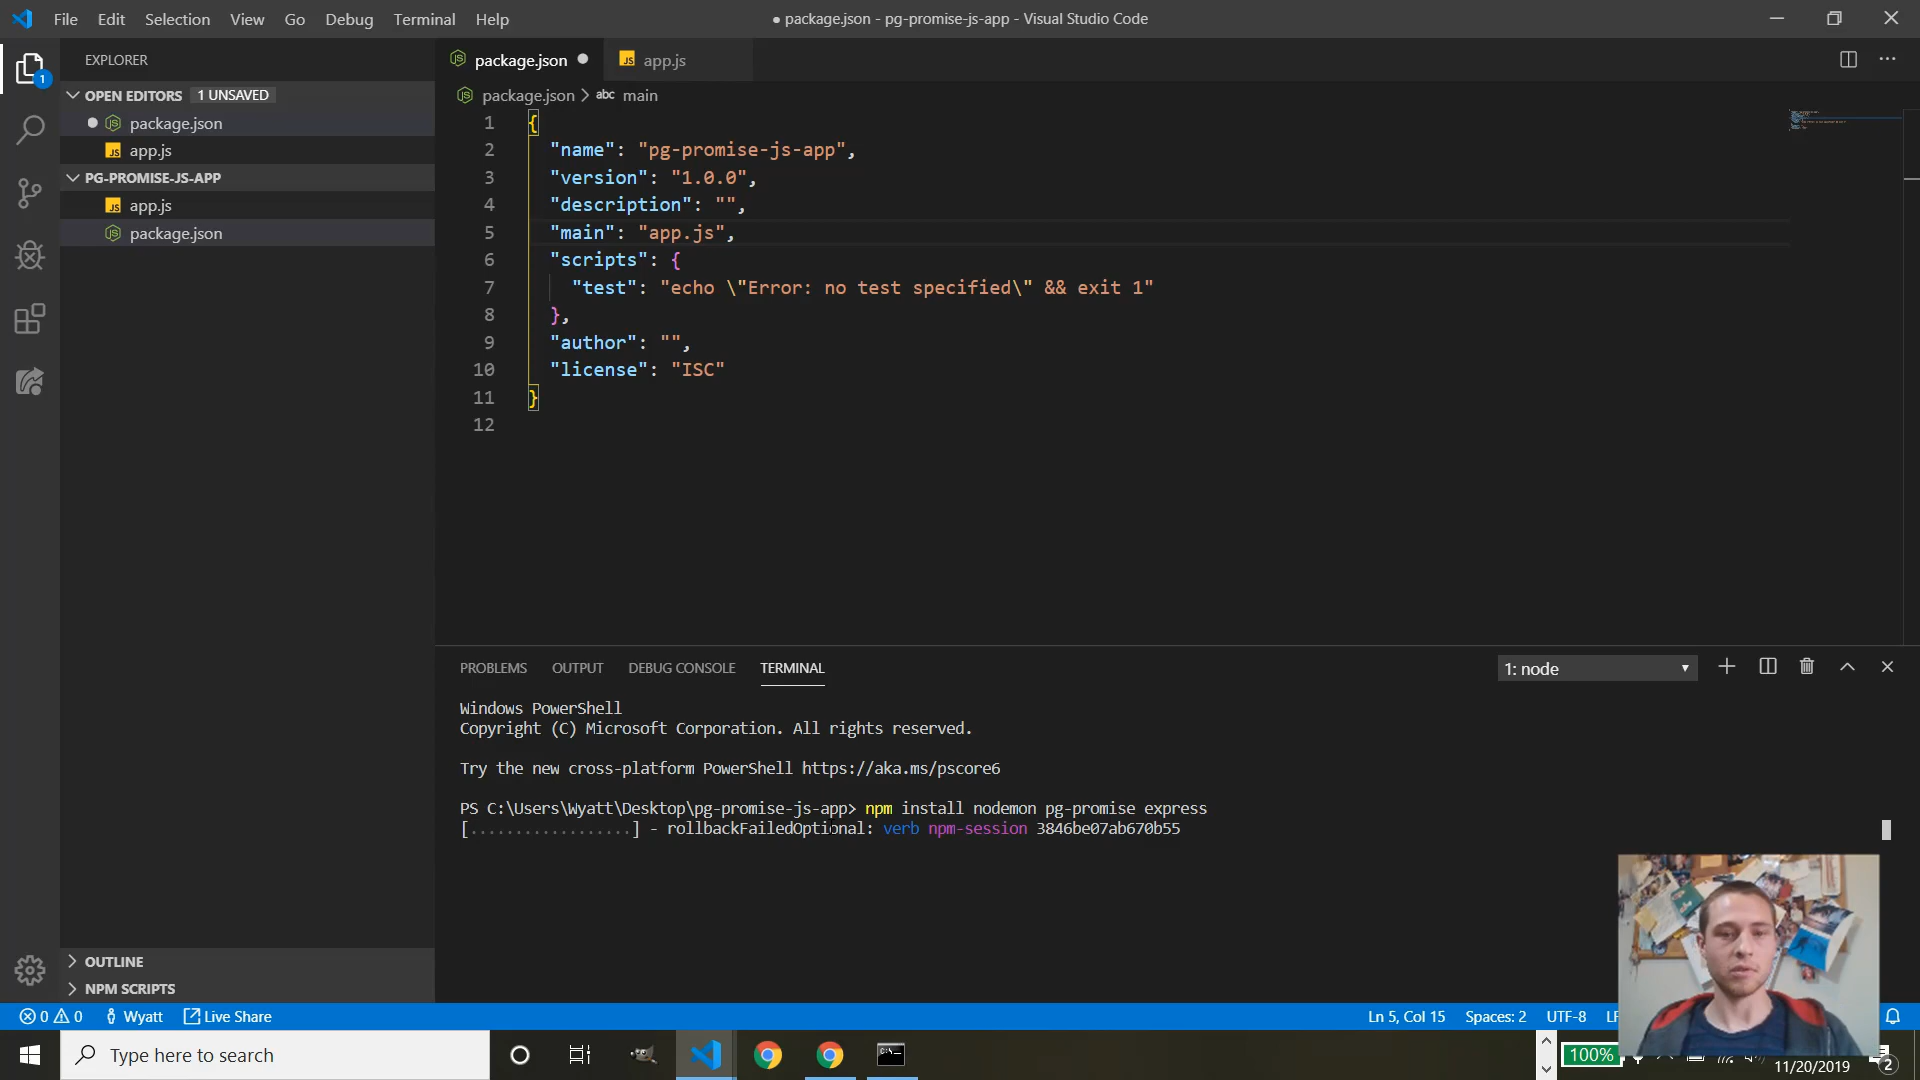 File Edit Selection View Go Debug Terminal Help
● package.json - pg-promise-js-app - Visual Studio Code
EXPLORER
OPEN EDITORS 1 UNSAVED
package.json
app.js
PG-PROMISE-JS-APP
app.js
package.json
OUTLINE
NPM SCRIPTS
1
package.json
app.js
package.json > abc main
1 {
2 "name": "pg-promise-js-app",
3 "version": "1.0.0",
4 "description": "",
5 "main": "app.js",
6 "scripts": {
7 "test": "echo \"Error: no test specified\" && exit 1"
8 },
9 "author": "",
10 "license": "ISC"
11 }
12
PROBLEMS OUTPUT DEBUG CONSOLE TERMINAL
1: node
Windows PowerShell
Copyright (C) Microsoft Corporation. All rights reserved.
Try the new cross-platform PowerShell https://aka.ms/pscore6
PS C:\Users\Wyatt\Desktop\pg-promise-js-app> npm install nodemon pg-promise express
[..................] - rollbackFailedOptional: verb npm-session 3846be07ab670b55
0 0 Wyatt Live Share
Ln 5, Col 15 Spaces: 2 UTF-8 LF
Type here to search
100%
11/20/2019
2